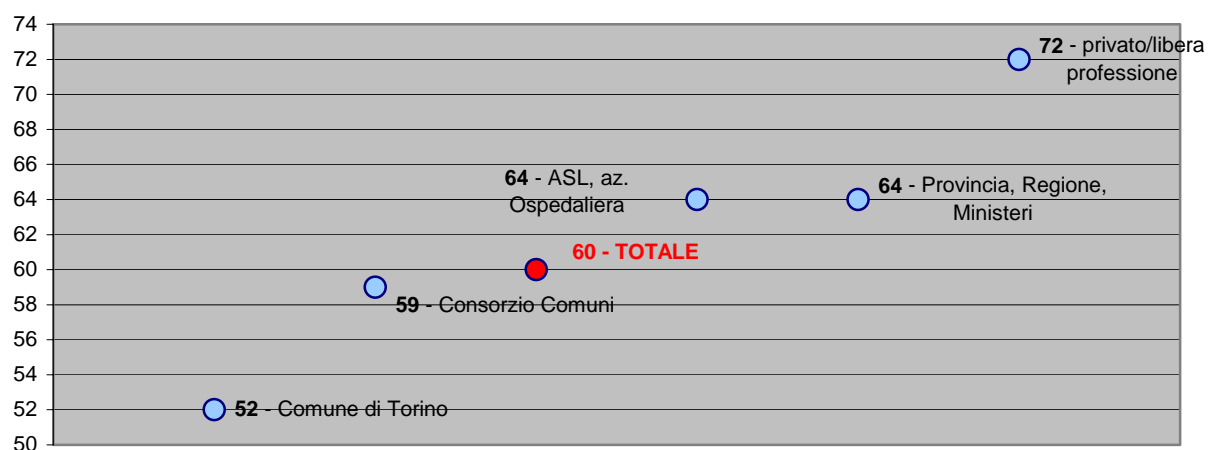 74
72
70
68
66
64
62
60
58
56
54
52
50
72 - privato/libera
professione
64 - ASL, az.
Ospedaliera
64 - Provincia, Regione,
Ministeri
60 - TOTALE
59 - Consorzio Comuni
52 - Comune di Torino